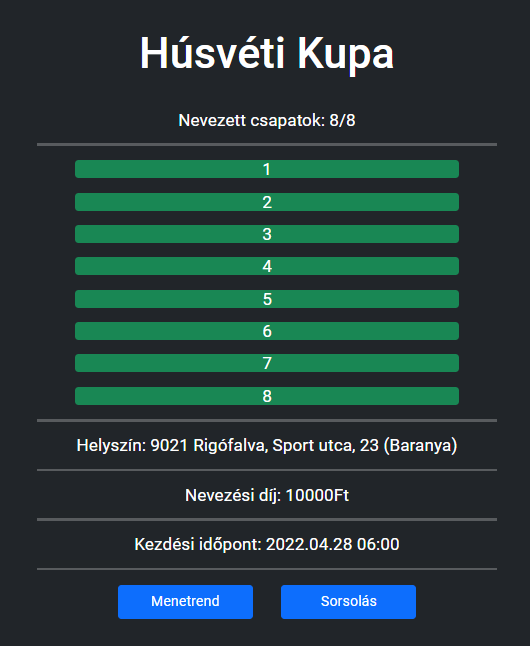 Húsvéti Kupa
Nevezett csapatok: 8/8
1
2
3
4
5
6
7
8
Helyszín: 9021 Rigófalva, Sport utca, 23 (Baranya)
Nevezési díj: 10000Ft
Kezdési időpont: 2022.04.28 06:00
Menetrend
Sorsolás